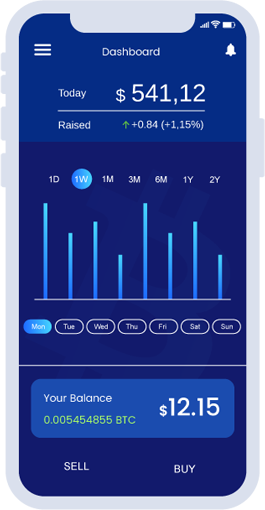 Dashboard
Today $ 541,12
Raised ↑+0.84 (+1,15%)
1D 1W 1M 3M 6M 1Y 2Y
Mon Tue Wed Thu Fri Sat Sun
Your Balance
$12.15
0.005454855 BTC
SELL BUY